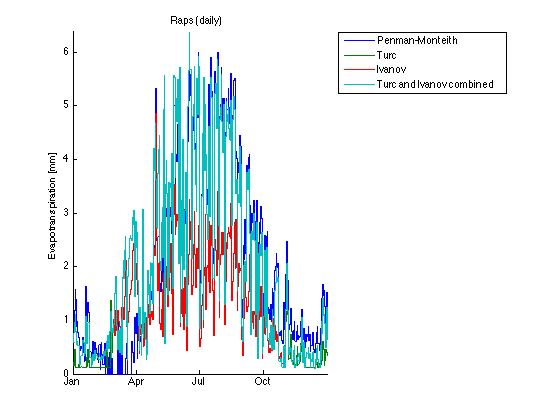 Raps (daily)
Penman-Monteith
Turc
Ivanov
Turc and Ivanov combined
Evapotranspiration [mm]
6
5
4
3
2
1
0
Jan Apr Jul Oct